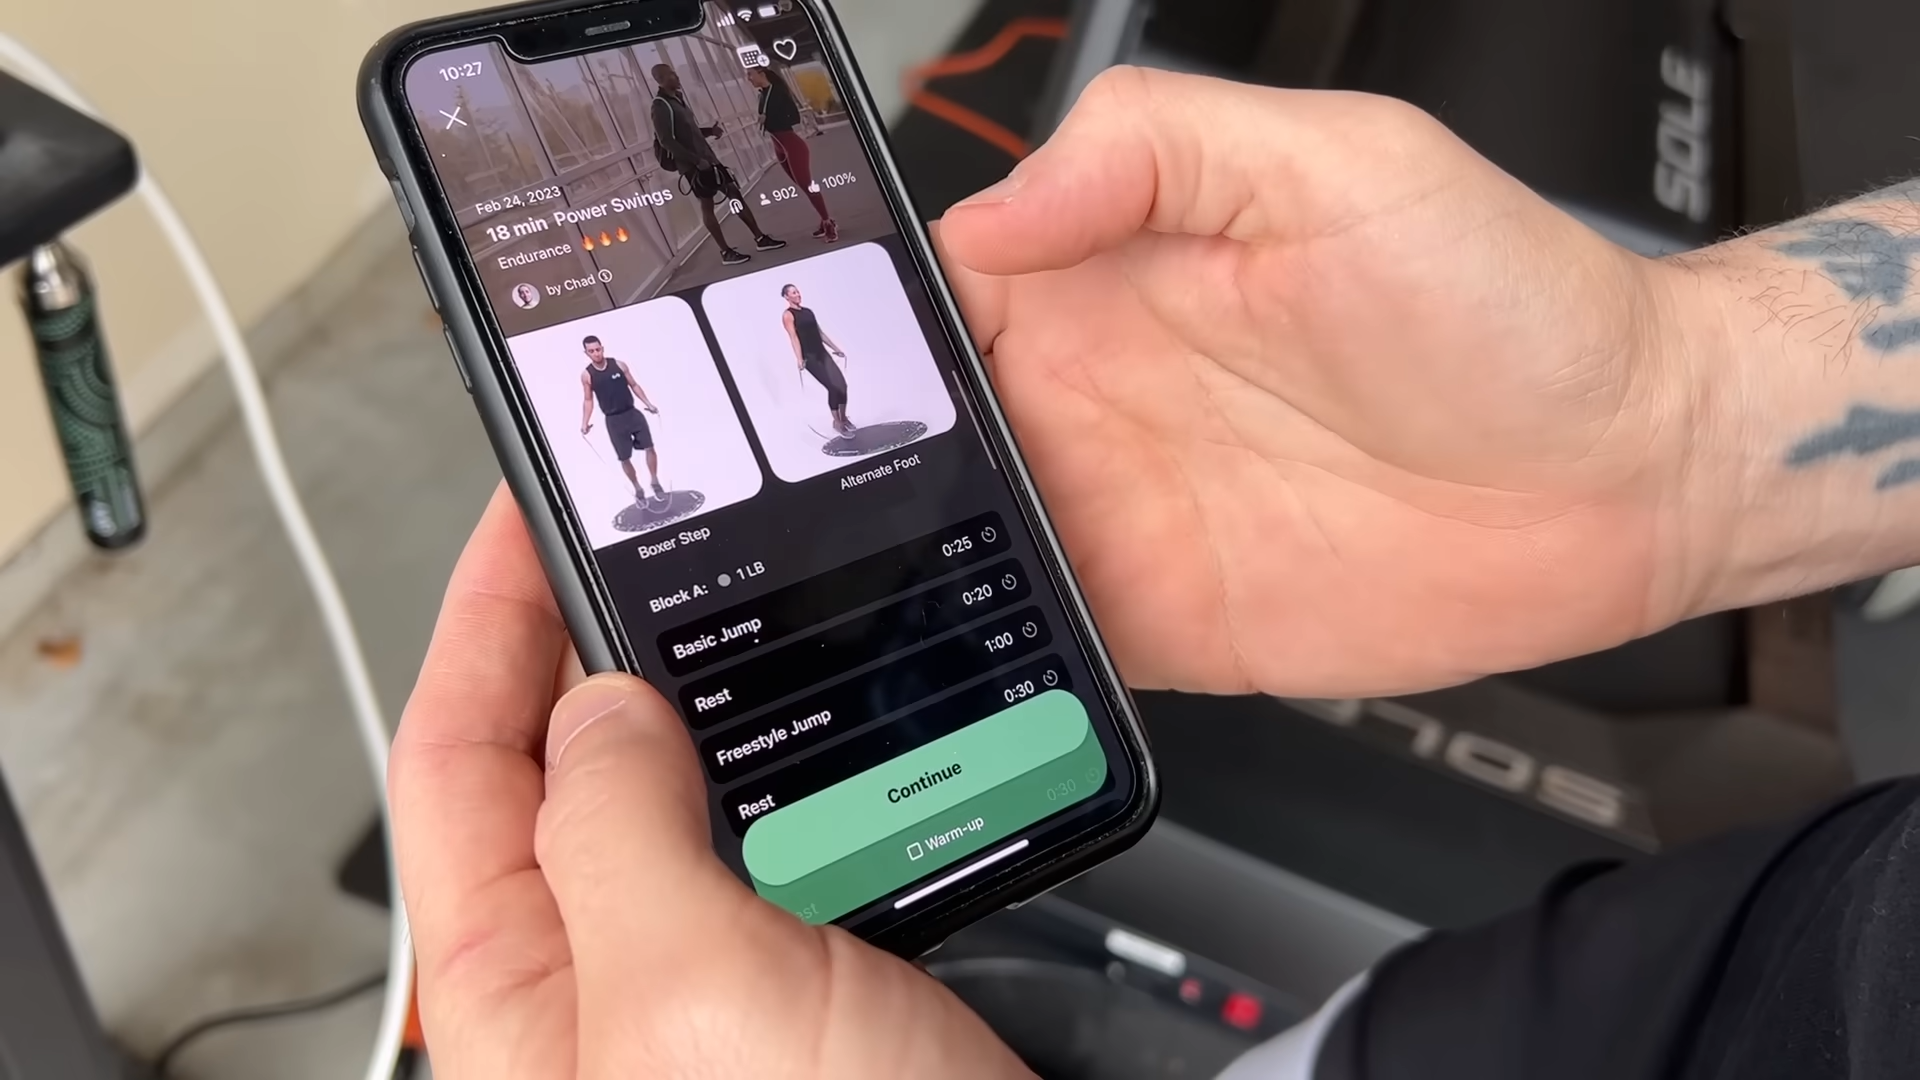 10:27
Feb 24, 2023
18 min Power Swings
902 100%
Endurance 🔥🔥🔥
by Chad
Boxer Step
Alternate Foot
Block A: 1 LB
Basic Jump 0:25
Rest 0:20
Freestyle Jump 1:00
Rest 0:30
Continue
0:30
Warm-up
SOLE
SOLE